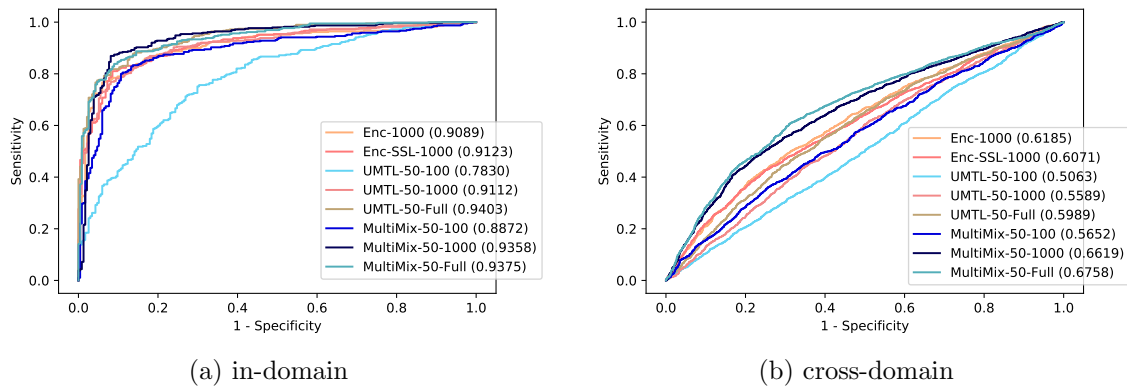 1.0
0.8
0.6
0.4
0.2
0.0
Sensitivity
Enc-1000 (0.9089)
Enc-SSL-1000 (0.9123)
UMTL-50-100 (0.7830)
UMTL-50-1000 (0.9112)
UMTL-50-Full (0.9403)
MultiMix-50-100 (0.8872)
MultiMix-50-1000 (0.9358)
MultiMix-50-Full (0.9375)
0.0 0.2 0.4 0.6 0.8 1.0
1 - Specificity
(a) in-domain
1.0
0.8
0.6
0.4
0.2
0.0
Sensitivity
Enc-1000 (0.6185)
Enc-SSL-1000 (0.6071)
UMTL-50-100 (0.5063)
UMTL-50-1000 (0.5589)
UMTL-50-Full (0.5989)
MultiMix-50-100 (0.5652)
MultiMix-50-1000 (0.6619)
MultiMix-50-Full (0.6758)
0.0 0.2 0.4 0.6 0.8 1.0
1 - Specificity
(b) cross-domain